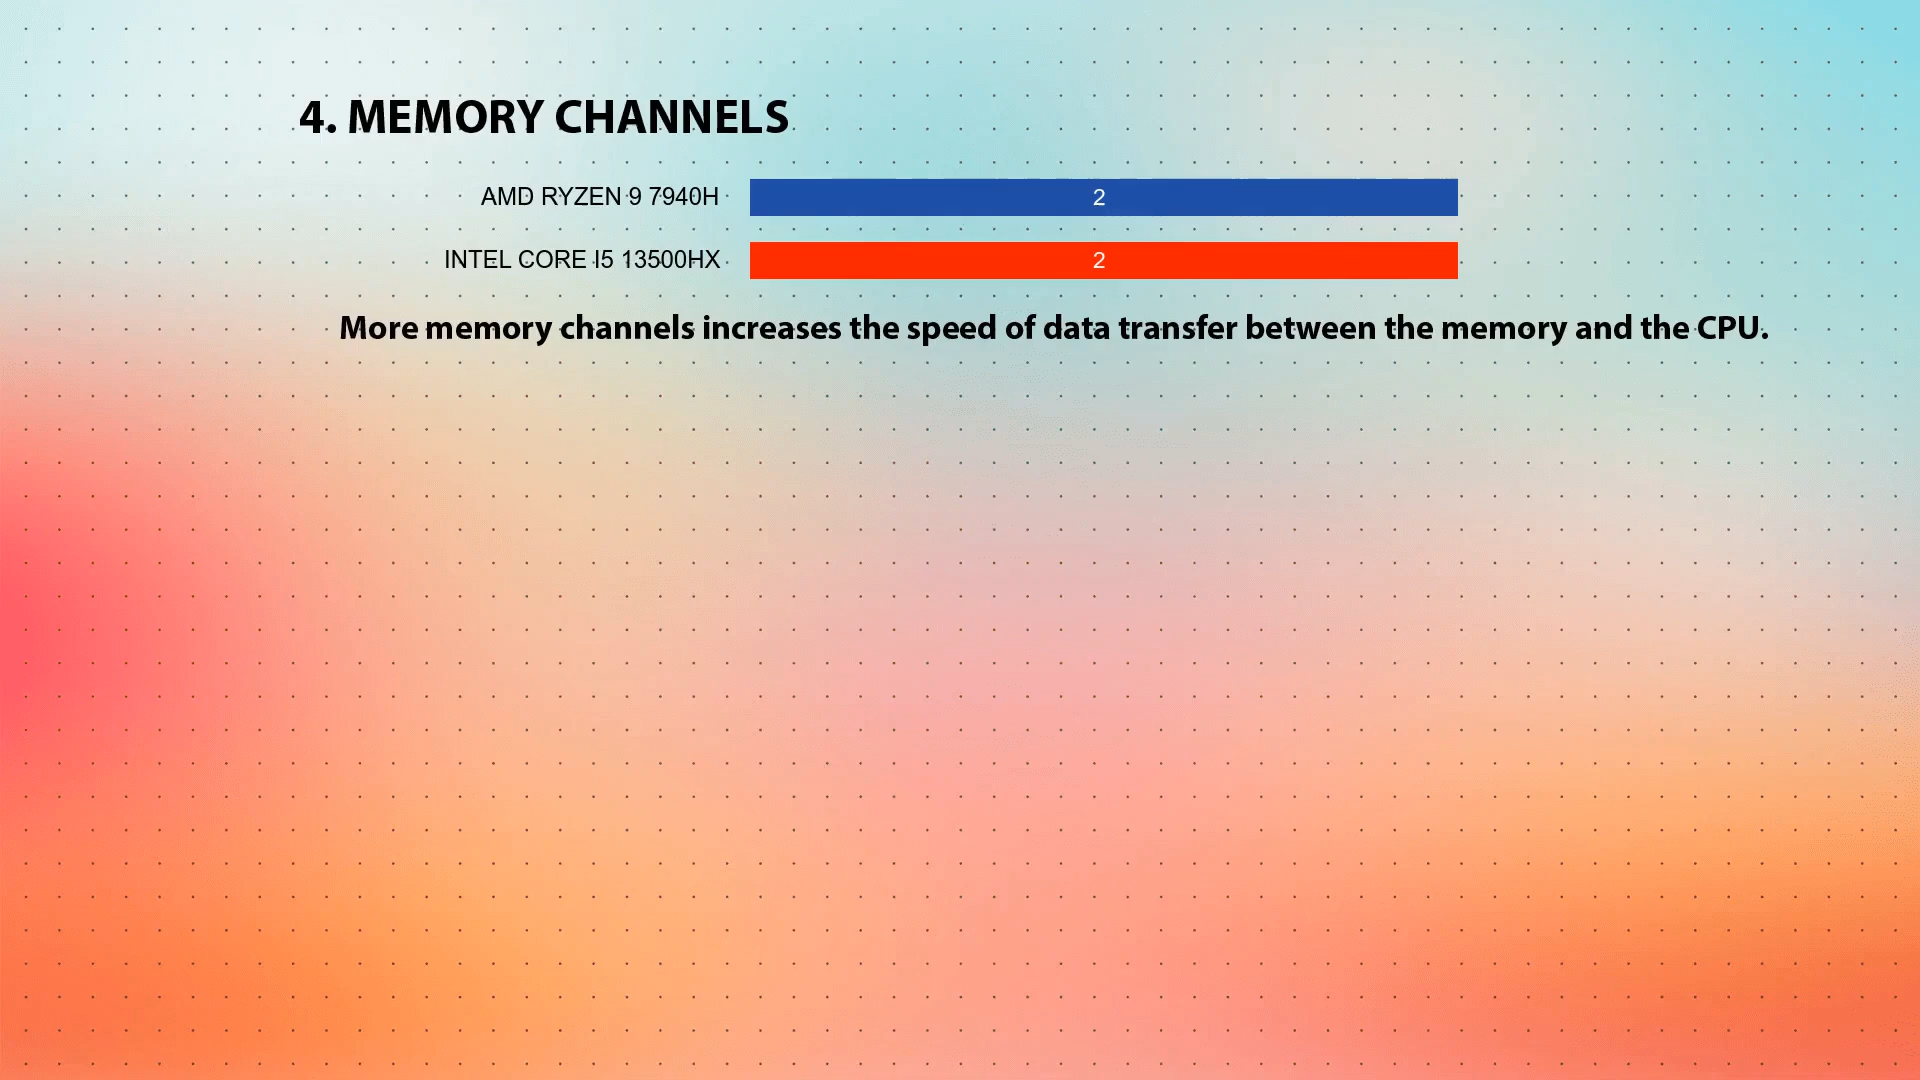 4. MEMORY CHANNELS
AMD RYZEN 9 7940H 2
INTEL CORE I5 13500HX 2
More memory channels increases the speed of data transfer between the memory and the CPU.